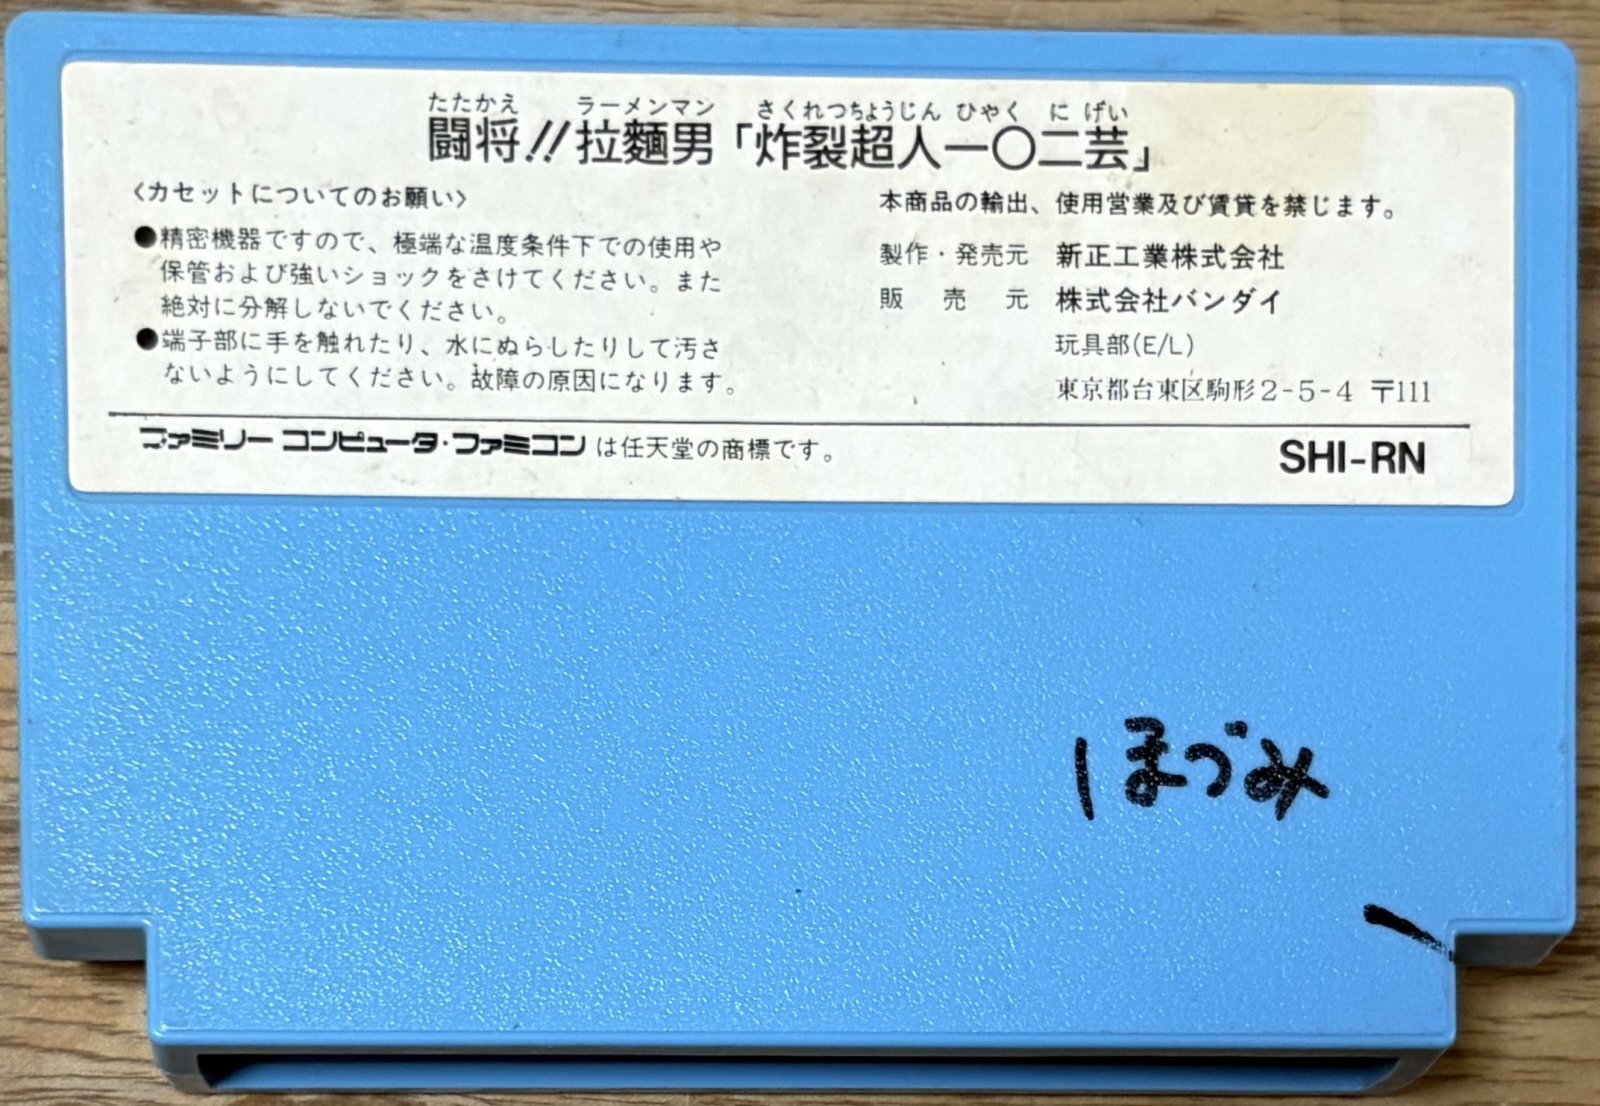 たたかえ ラーメンマン さくれつちょうじん ひゃく に げい
闘将!!拉麵男「炸裂超人一〇二芸」
〈カセットについてのお願い〉
●精密機器ですので、極端な温度条件下での使用や
保管および強いショックをさけてください。また
絶対に分解しないでください。
●端子部に手を触れたり、水にぬらしたりして汚さ
ないようにしてください。故障の原因になります。
本商品の輸出、使用営業及び賃貸を禁じます。
製作・発売元 新正工業株式会社
販売元 株式会社バンダイ
玩具部(E/L)
東京都台東区駒形2-5-4 〒111
ファミリーコンピュータ・ファミコンは任天堂の商標です。
SHI-RN
ほづみ